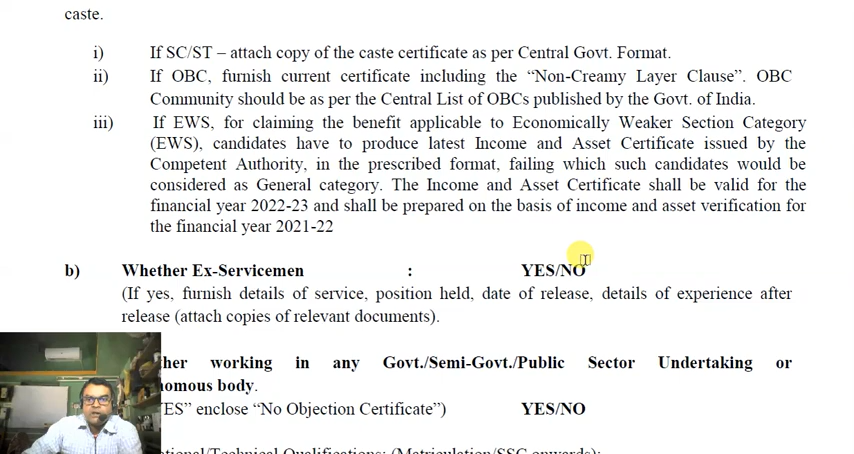 caste.
i) If SC/ST – attach copy of the caste certificate as per Central Govt. Format.
ii) If OBC, furnish current certificate including the “Non-Creamy Layer Clause”. OBC
Community should be as per the Central List of OBCs published by the Govt. of India.
iii) If EWS, for claiming the benefit applicable to Economically Weaker Section Category
(EWS), candidates have to produce latest Income and Asset Certificate issued by the
Competent Authority, in the prescribed format, failing which such candidates would be
considered as General category. The Income and Asset Certificate shall be valid for the
financial year 2022-23 and shall be prepared on the basis of income and asset verification for
the financial year 2021-22
b) Whether Ex-Servicemen : YES/NO
(If yes, furnish details of service, position held, date of release, details of experience after
release (attach copies of relevant documents).
working in any Govt./Semi-Govt./Public Sector Undertaking or
body.
enclose “No Objection Certificate”) YES/NO
Qualifications: (Matriculation/SSC onwards):